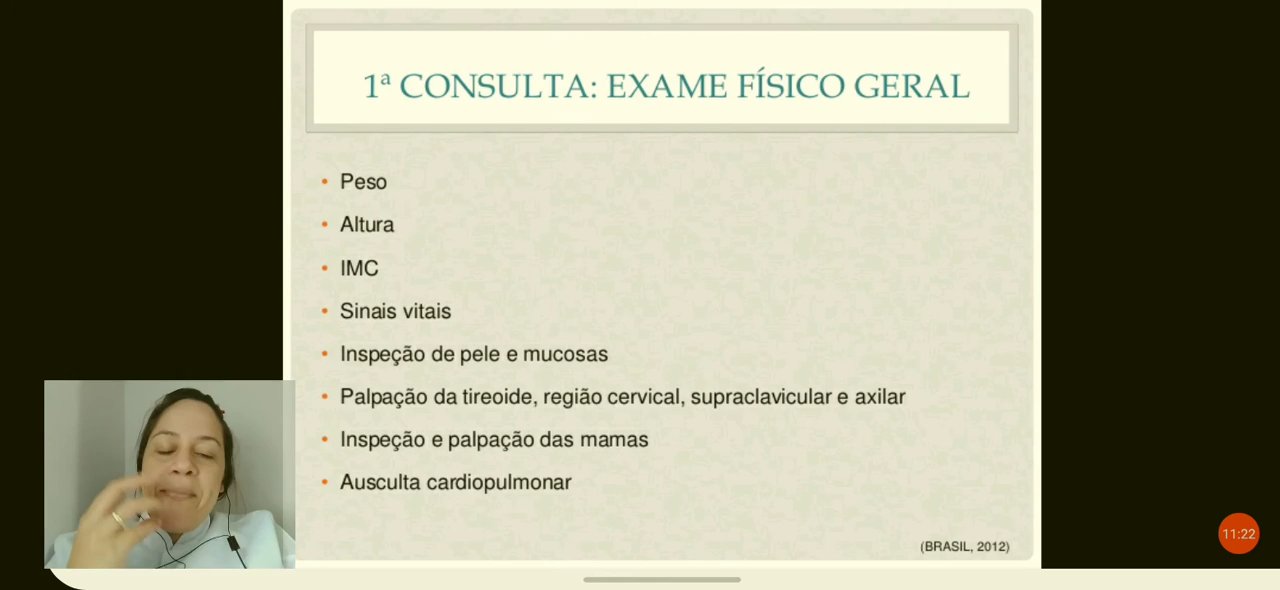 1ª CONSULTA: EXAME FÍSICO GERAL
• Peso
• Altura
• IMC
• Sinais vitais
• Inspeção de pele e mucosas
• Palpação da tireoide, região cervical, supraclavicular e axilar
• Inspeção e palpação das mamas
• Ausculta cardiopulmonar
(BRASIL, 2012)
11:22